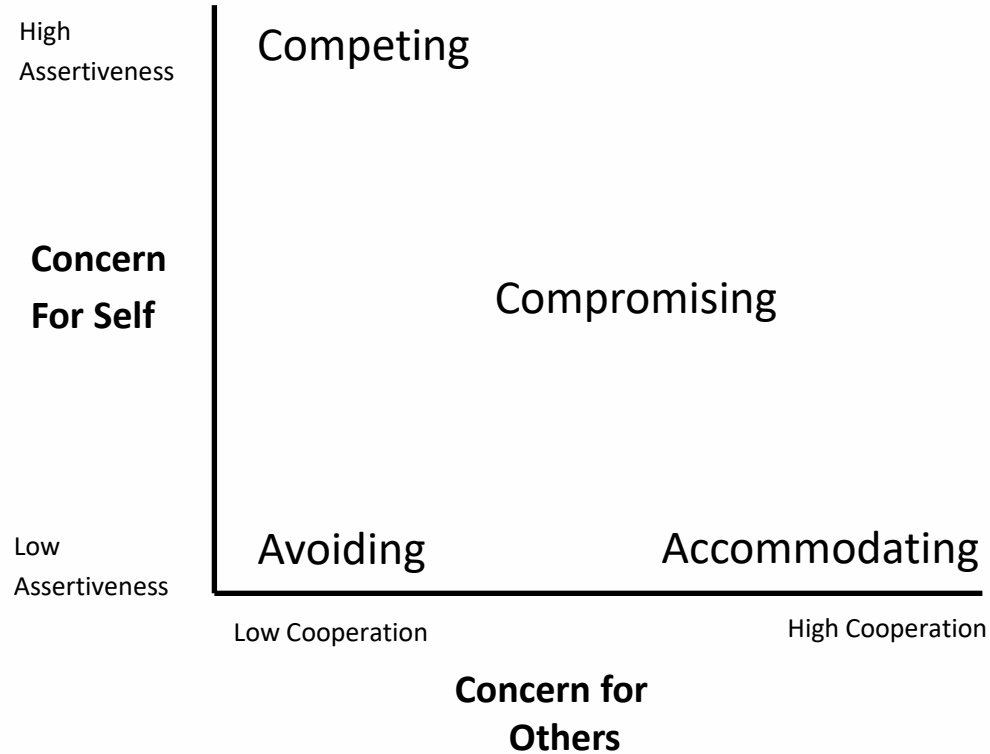 High
Assertiveness
Competing
Concern
For Self
Compromising
Low
Assertiveness
Avoiding
Accommodating
Low Cooperation
High Cooperation
Concern for
Others